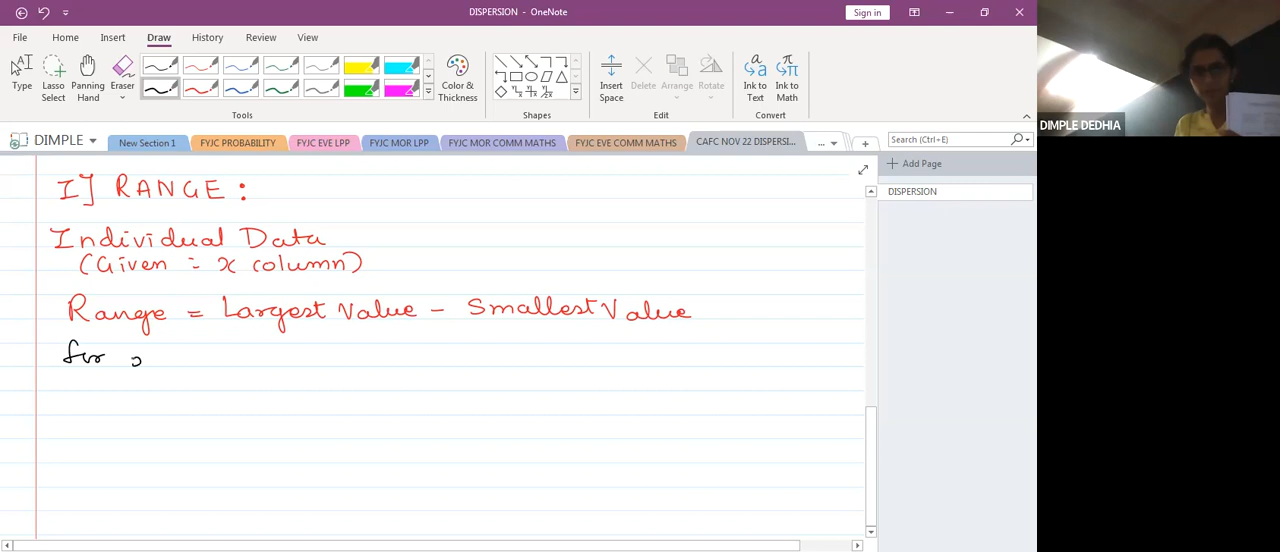 DISPERSION - OneNote
Sign in
File Home Insert Draw History Review View
Type
Lasso Select
Panning Hand
Eraser
Color & Thickness
Insert Space
Delete
Arrange
Rotate
Ink to Text
Ink to Math
Tools
Shapes
Edit
Convert
DIMPLE DEDHIA
DIMPLE
New Section 1
FYJC PROBABILITY
FYJC EVE LPP
FYJC MOR LPP
FYJC MOR COMM MATHS
FYJC EVE COMM MATHS
CAFC NOV 22 DISPERSI...
Search (Ctrl+E)
Add Page
DISPERSION
I] RANGE :
Individual Data
(Given = x column)
Range = Largest Value - Smallest Value
for